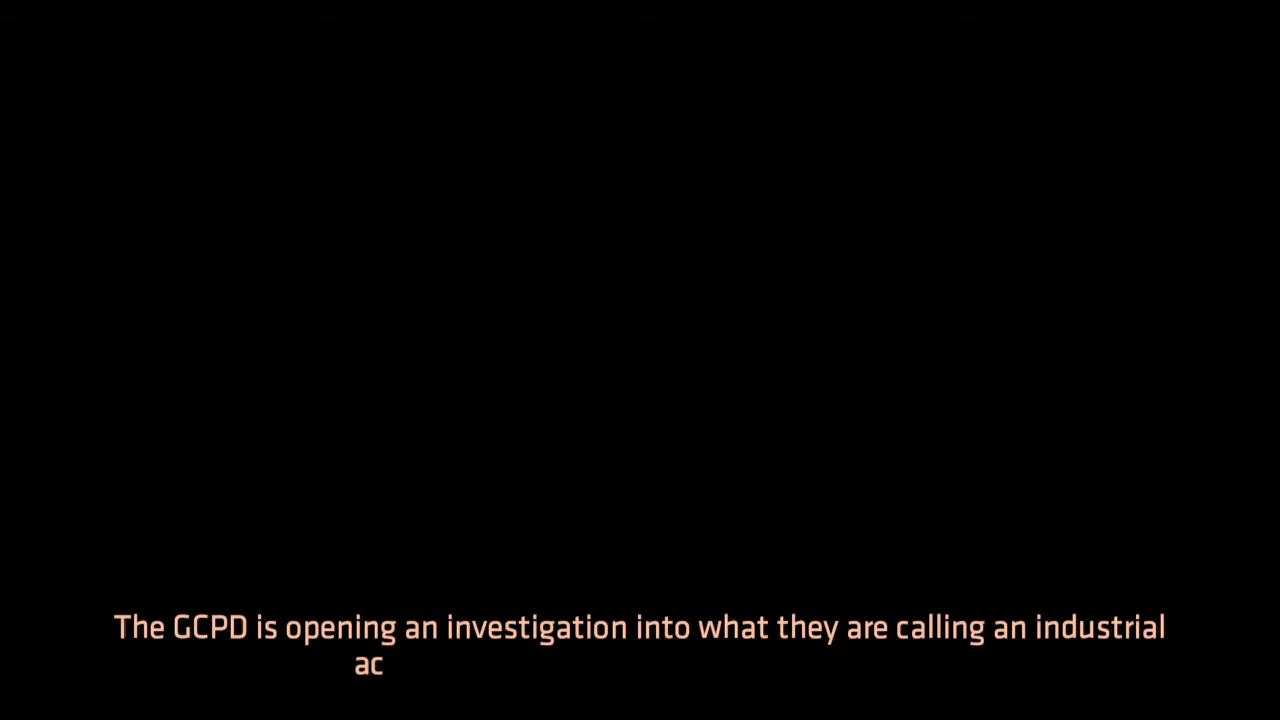 The GCPD is opening an investigation into what they are calling an industrial
ac